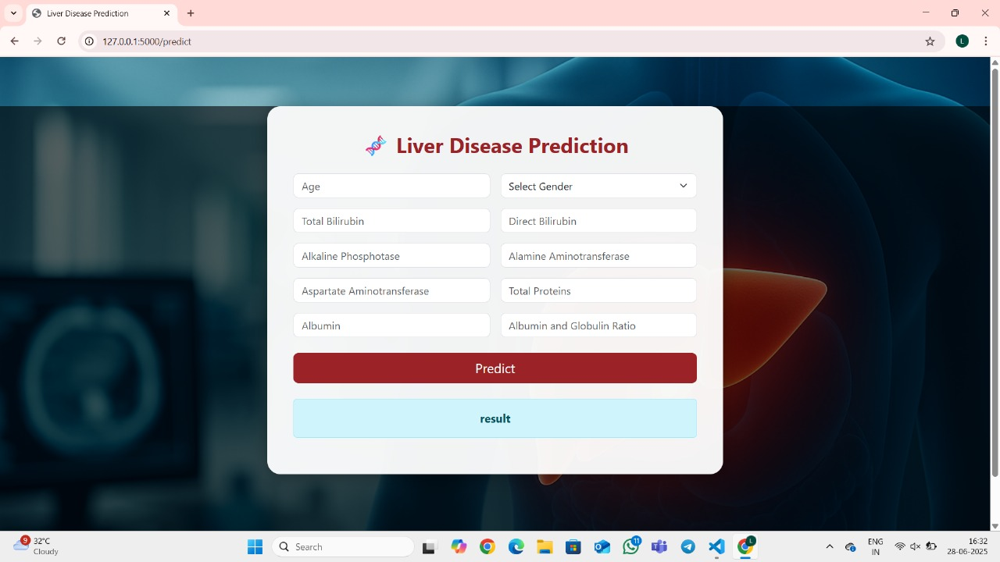 Liver Disease Prediction
127.0.0.1:5000/predict
L
Liver Disease Prediction
Age
Select Gender
Total Bilirubin
Direct Bilirubin
Alkaline Phosphotase
Alamine Aminotransferase
Aspartate Aminotransferase
Total Proteins
Albumin
Albumin and Globulin Ratio
Predict
result
9
32°C
Cloudy
Search
11
L
ENG
IN
16:32
28-06-2025